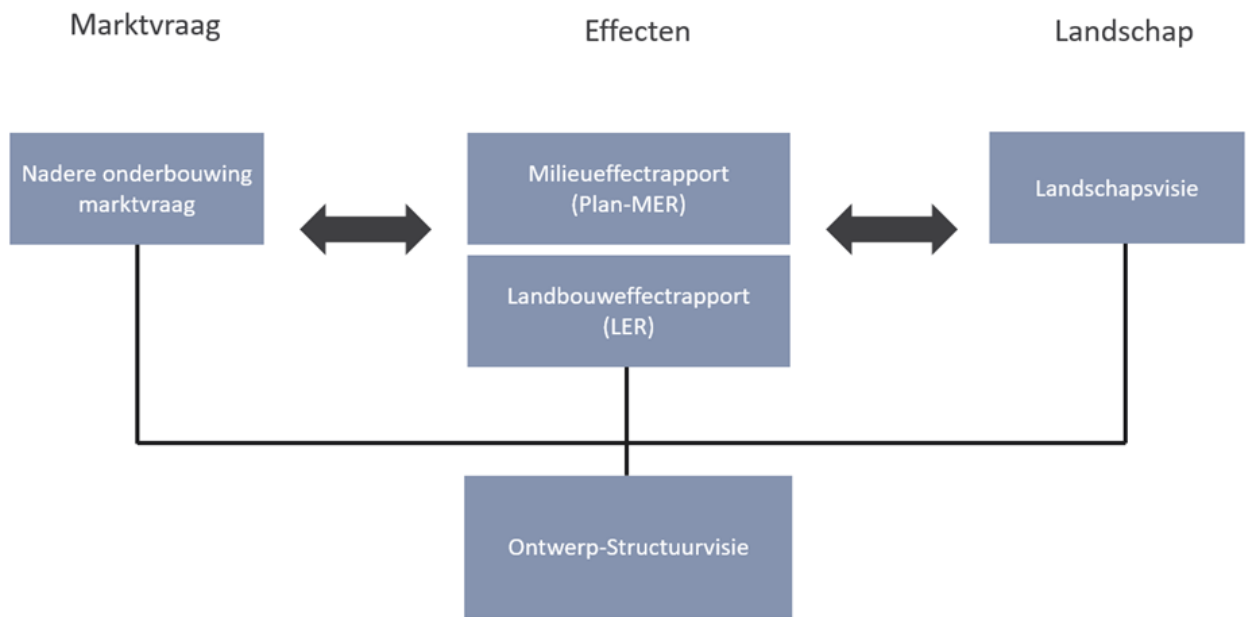 Marktvraag
Effecten
Landschap
Nadere onderbouwing
marktvraag
Milieueffectrapport
(Plan-MER)
Landschapsvisie
Landbouweffectrapport
(LER)
Ontwerp-Structuurvisie